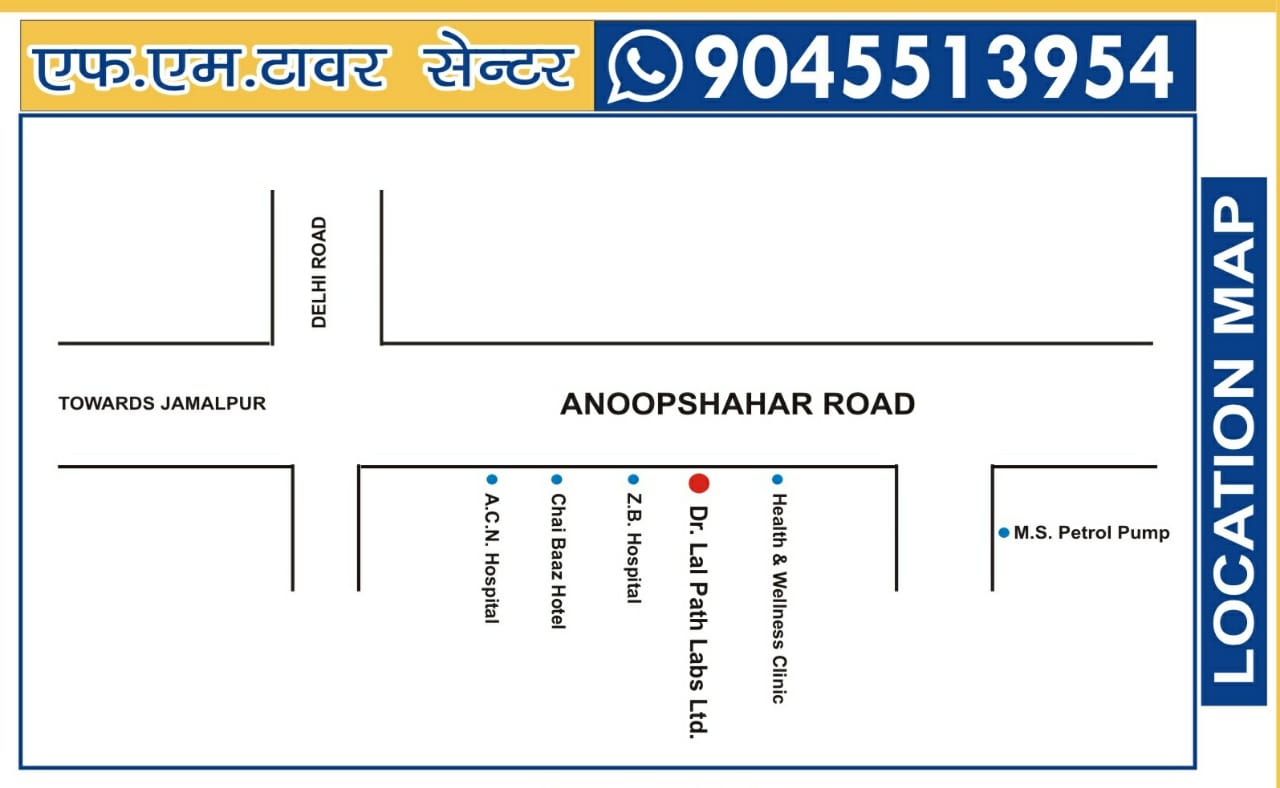 एफ.एम.टावर सेन्टर 9045513954
DELHI ROAD
TOWARDS JAMALPUR
ANOOPSHAHAR ROAD
A.C.N. Hospital
Chai Baaz Hotel
Z.B. Hospital
Dr. Lal Path Labs Ltd.
Health & Wellness Clinic
M.S. Petrol Pump
LOCATION MAP